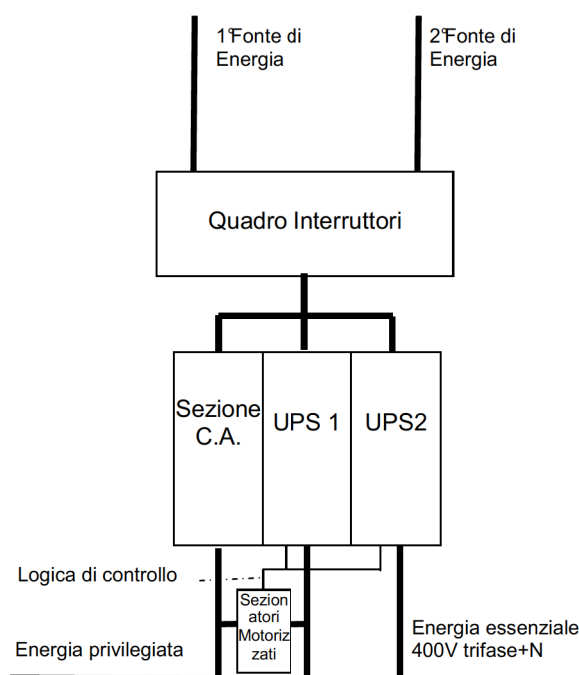 1°Fonte di
Energia
2°Fonte di
Energia
Quadro Interruttori
Sezione
C.A.
UPS 1
UPS2
Logica di controllo
Sezion
atori
Motoriz
zati
Energia privilegiata
Energia essenziale
400V trifase+N